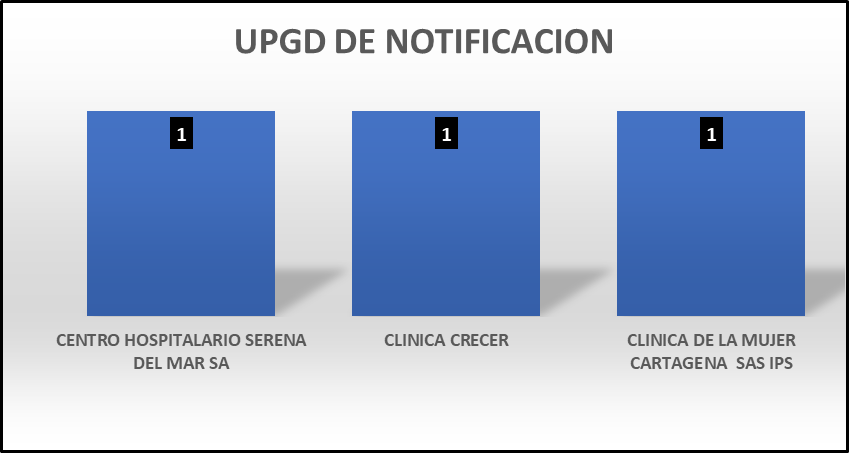 UPGD DE NOTIFICACION
1
1
1
CENTRO HOSPITALARIO SERENA
DEL MAR SA
CLINICA CRECER
CLINICA DE LA MUJER
CARTAGENA  SAS IPS